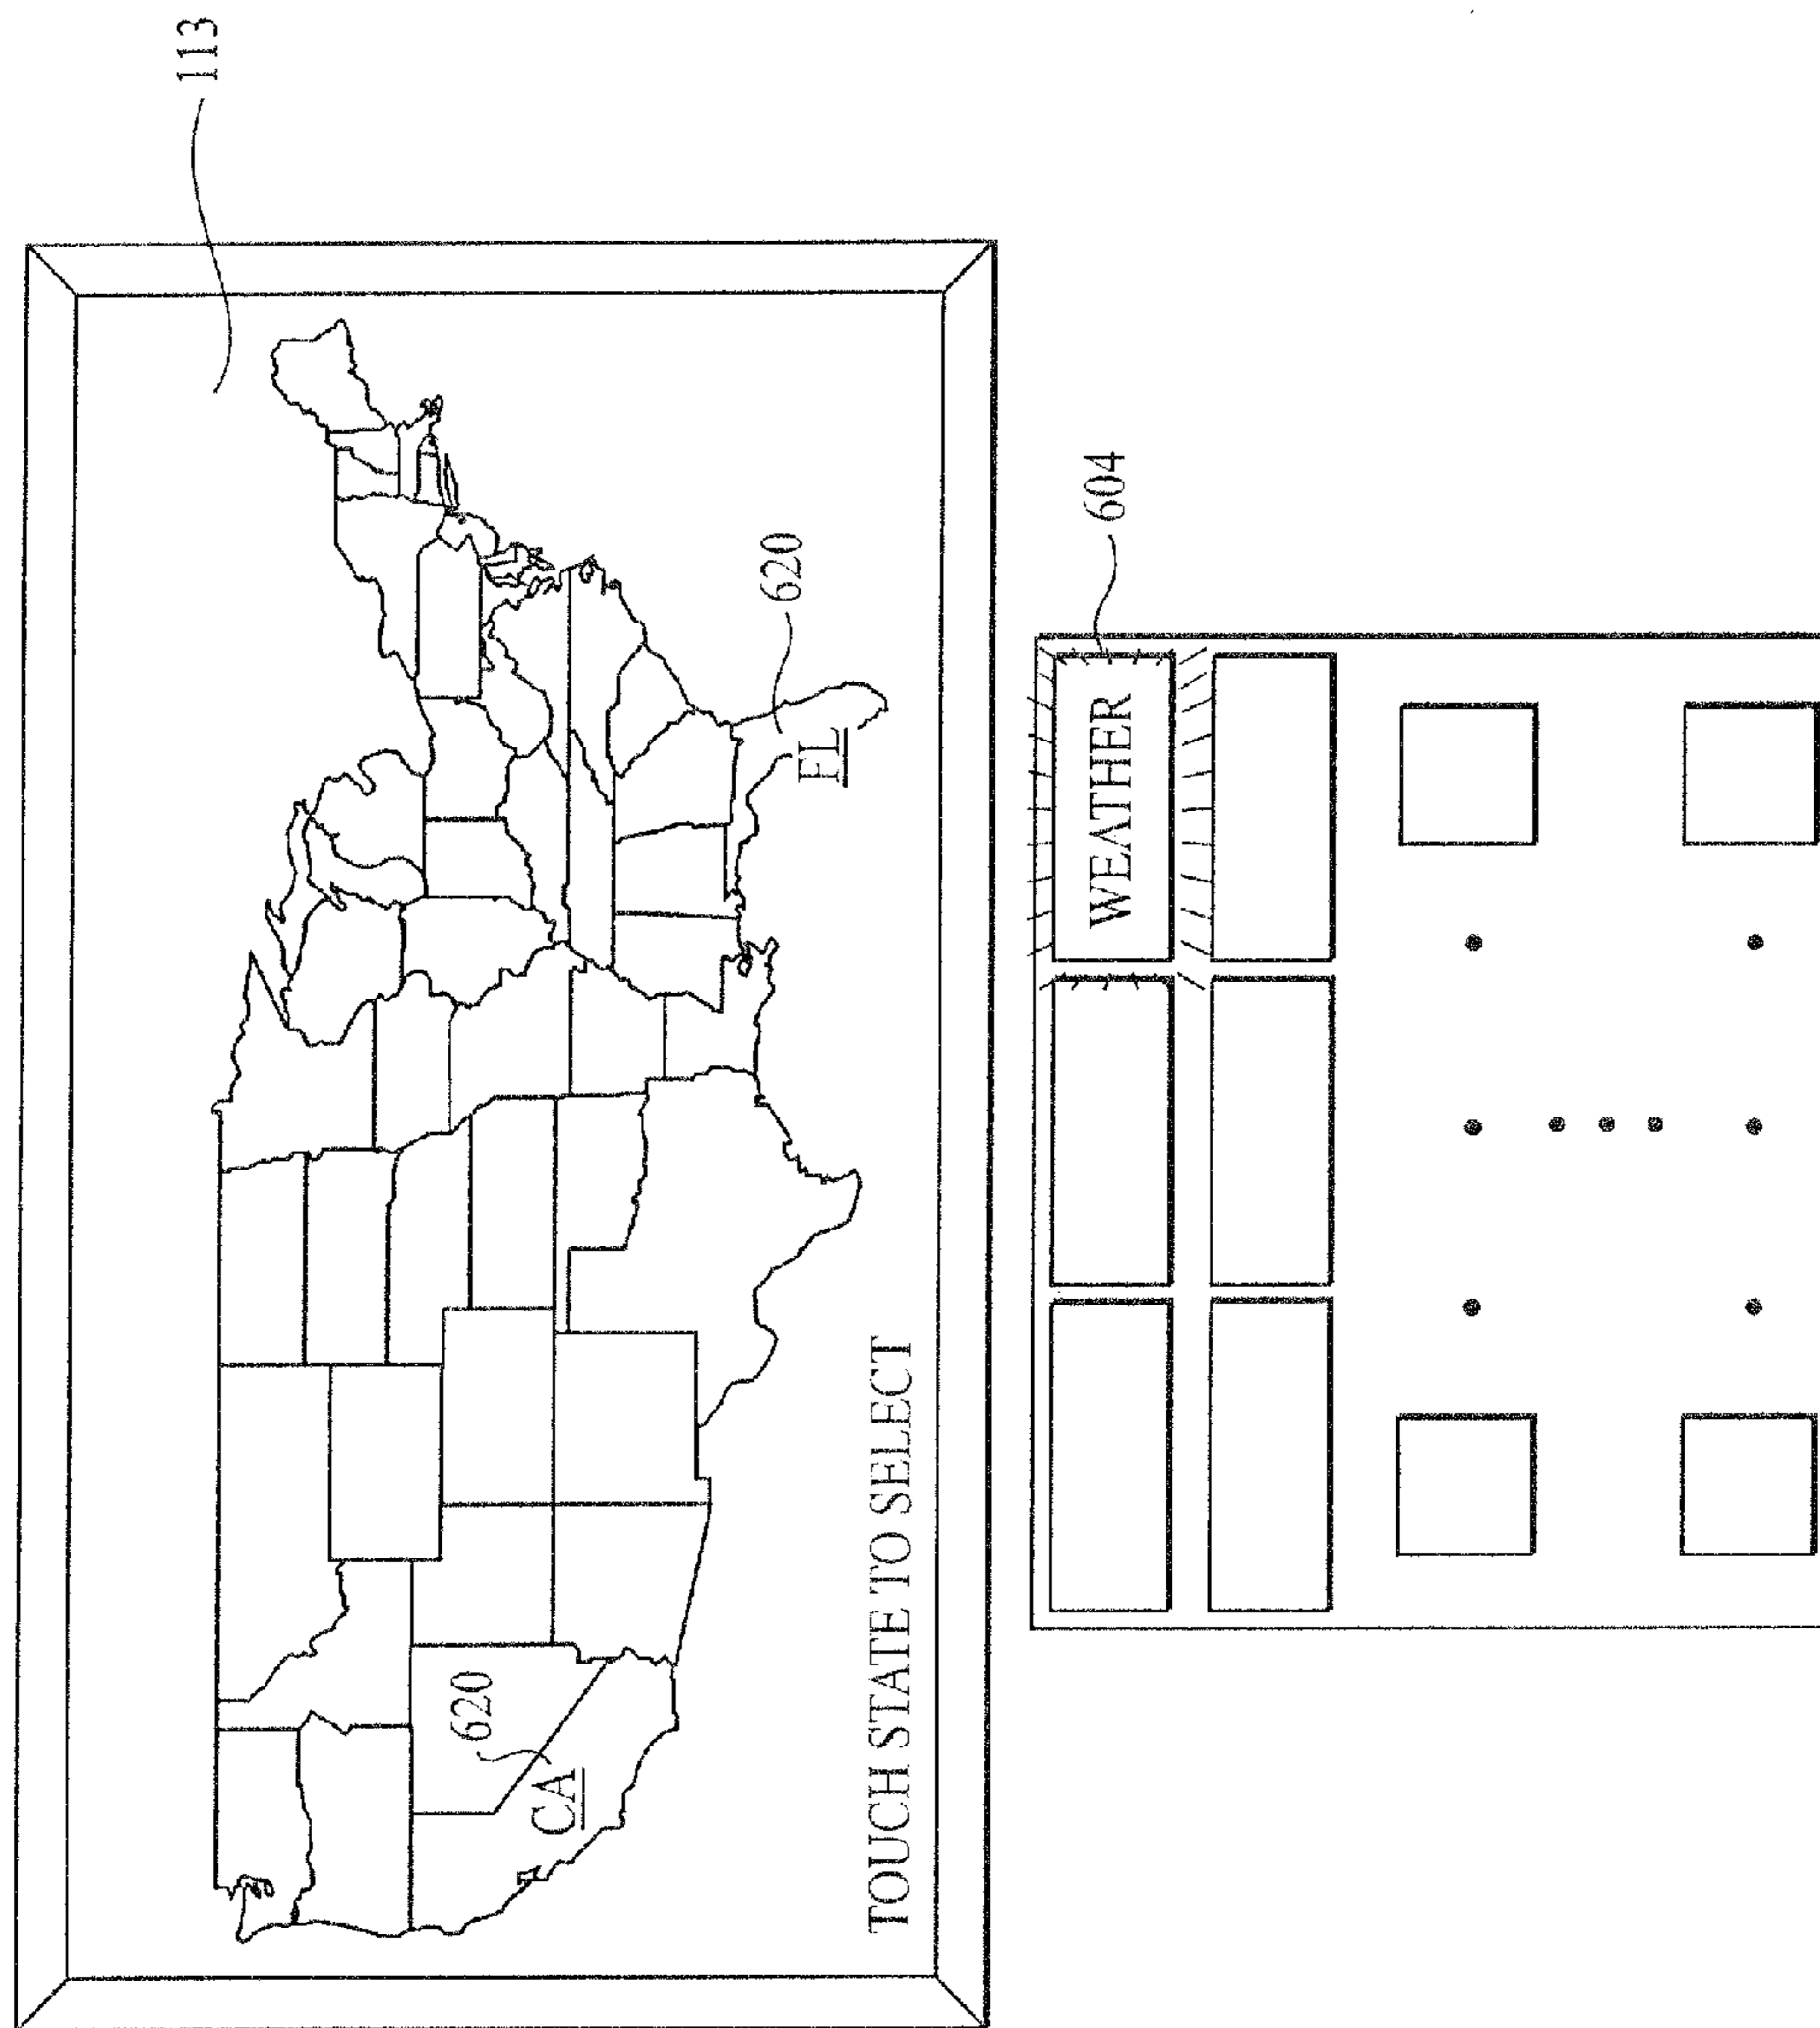 113
620
CA
FL
620
TOUCH STATE TO SELECT
WEATHER
604